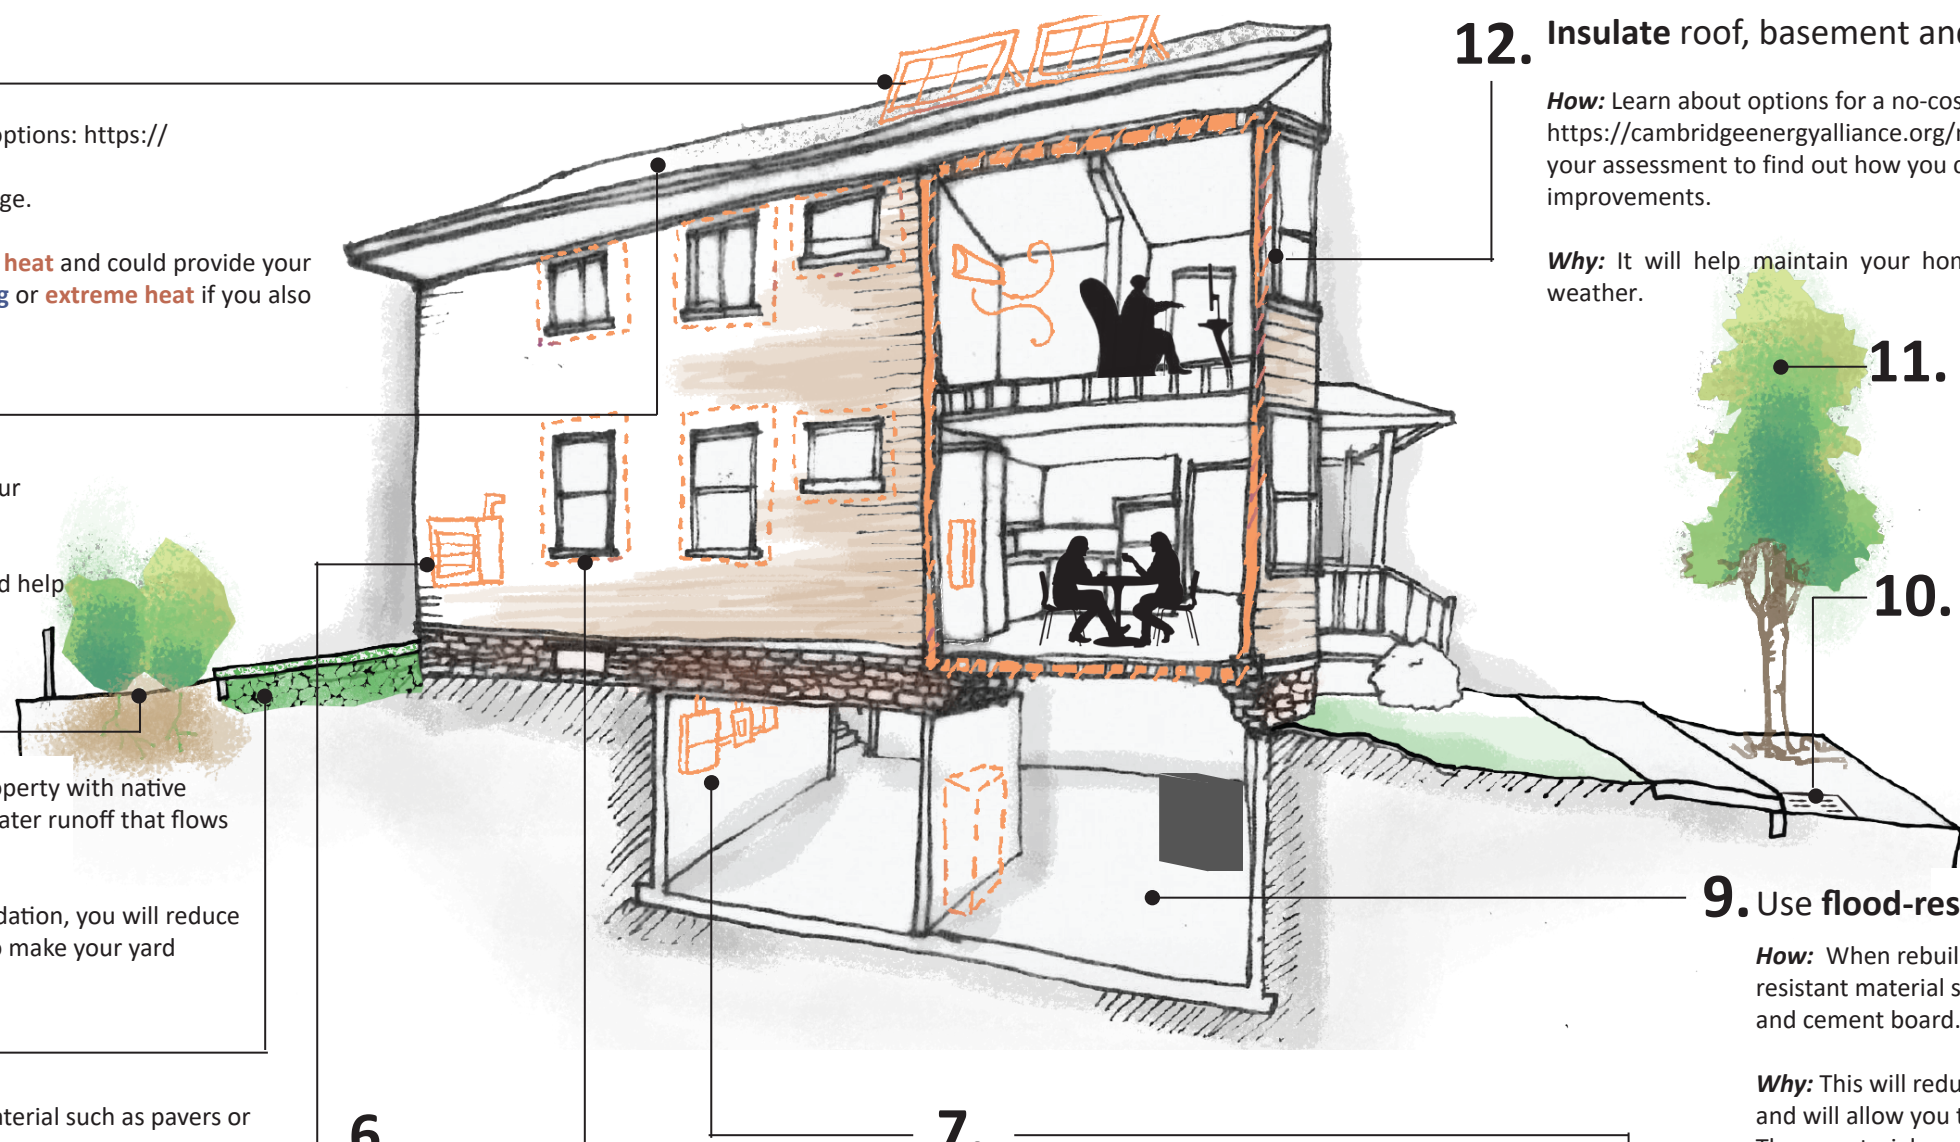 options: https://
ge.
heat and could provide your
g or extreme heat if you also
ur
d help
operty with native
ater runoff that flows
dation, you will reduce
o make your yard
aterial such as pavers or
6
7.
12. Insulate roof, basement and
How: Learn about options for a no-cos
https://cambridgeenergyalliance.org/r
your assessment to find out how you c
improvements.
Why: It will help maintain your hom
weather.
11.
10.
9. Use flood-res
How: When rebuil
resistant material s
and cement board.
Why: This will redu
and will allow you t